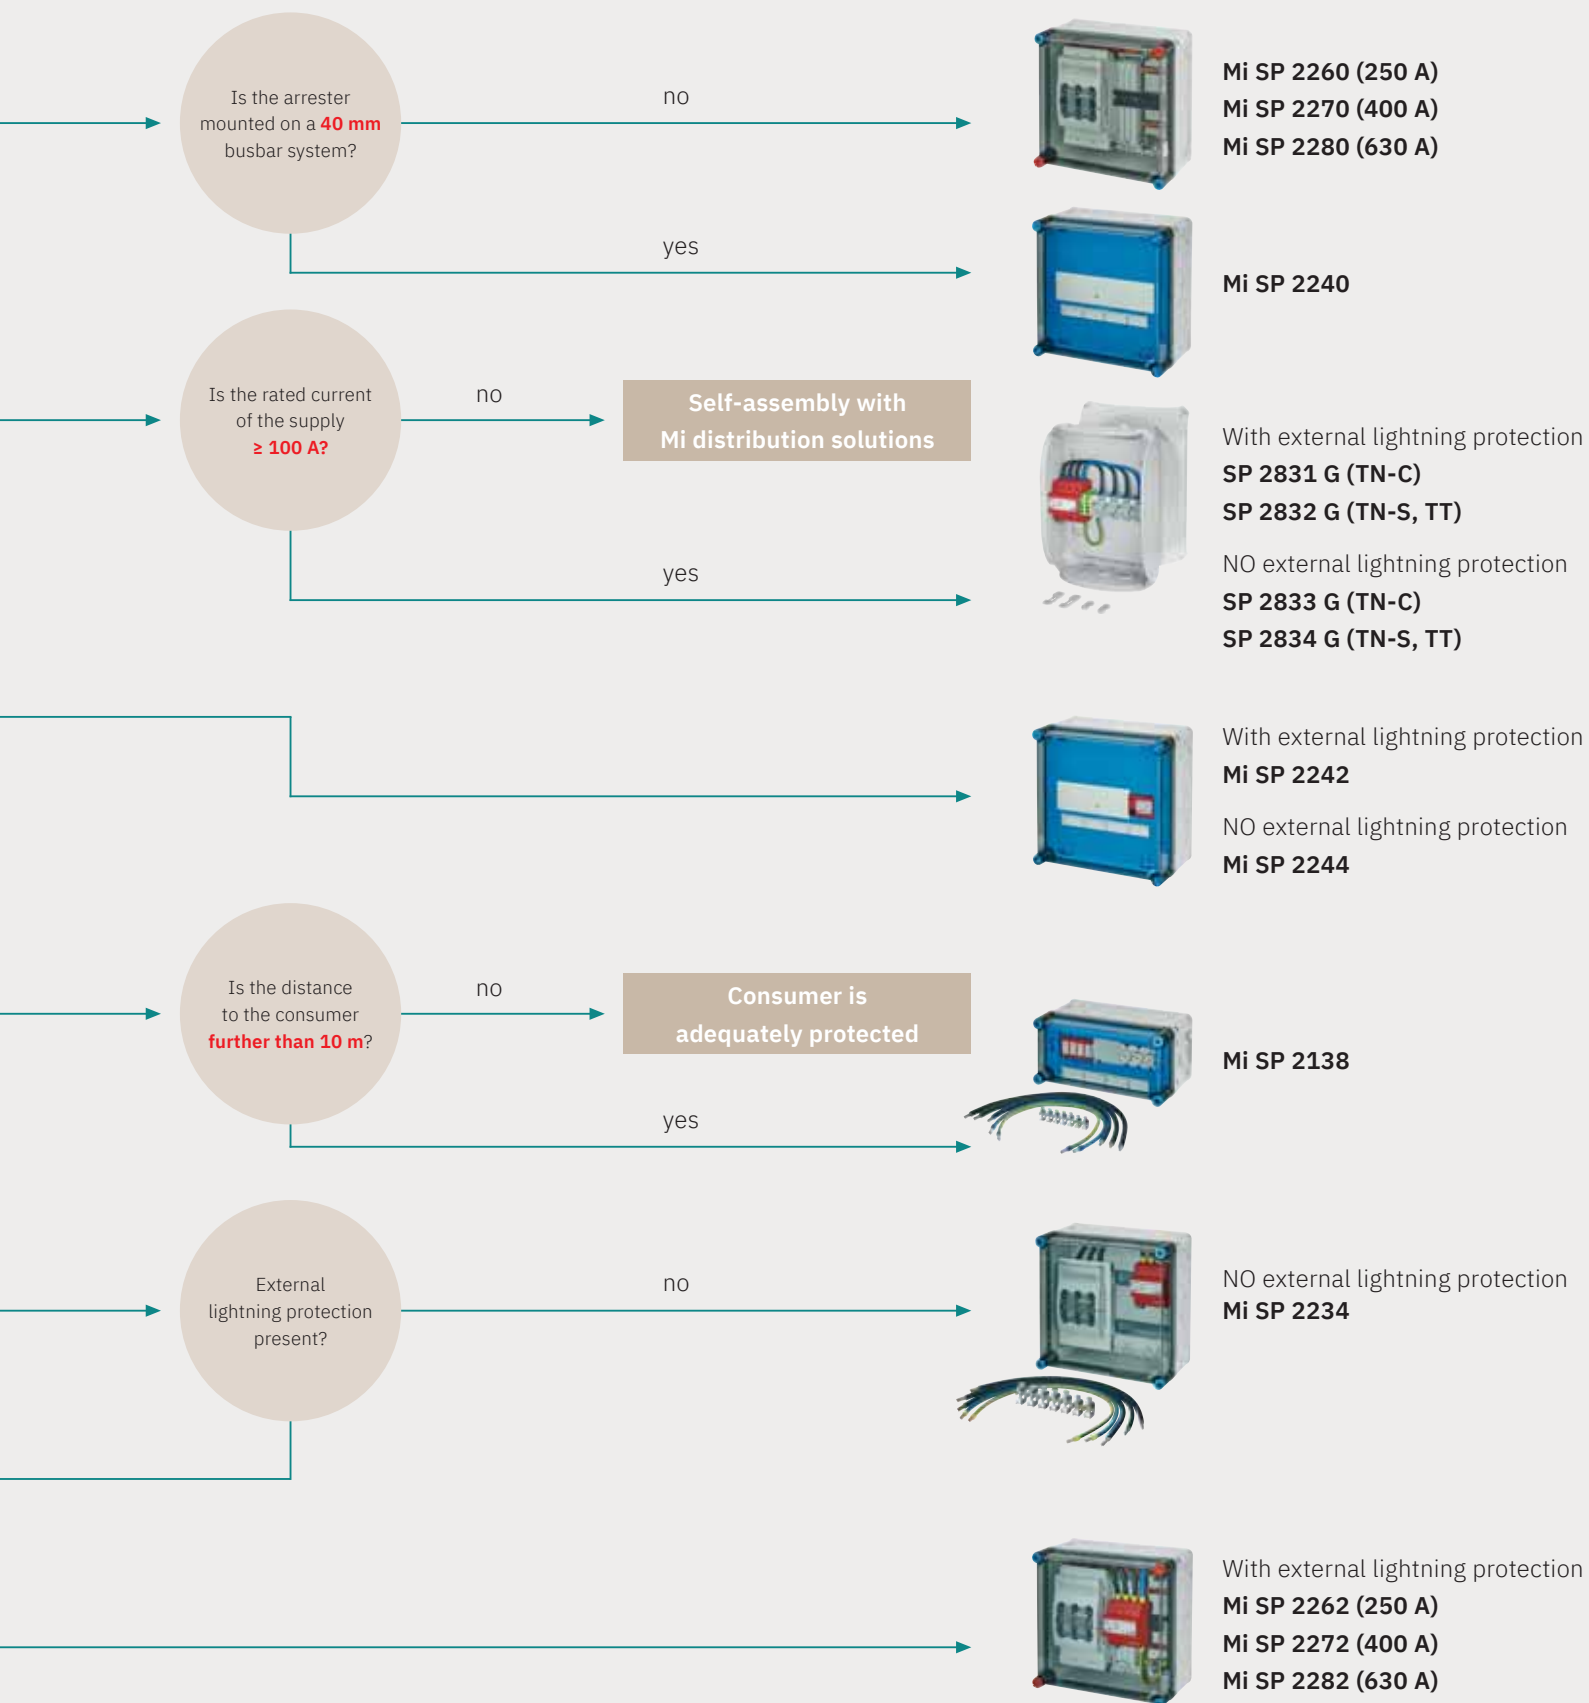 Is the arrester
mounted on a 40 mm
busbar system?
no
yes
Mi SP 2260 (250 A)
Mi SP 2270 (400 A)
Mi SP 2280 (630 A)
Mi SP 2240
Is the rated current
of the supply
≥ 100 A?
no
Self-assembly with
Mi distribution solutions
yes
With external lightning protection
SP 2831 G (TN-C)
SP 2832 G (TN-S, TT)
NO external lightning protection
SP 2833 G (TN-C)
SP 2834 G (TN-S, TT)
With external lightning protection
Mi SP 2242
NO external lightning protection
Mi SP 2244
Is the distance
to the consumer
further than 10 m?
no
Consumer is
adequately protected
yes
Mi SP 2138
External
lightning protection
present?
no
NO external lightning protection
Mi SP 2234
With external lightning protection
Mi SP 2262 (250 A)
Mi SP 2272 (400 A)
Mi SP 2282 (630 A)